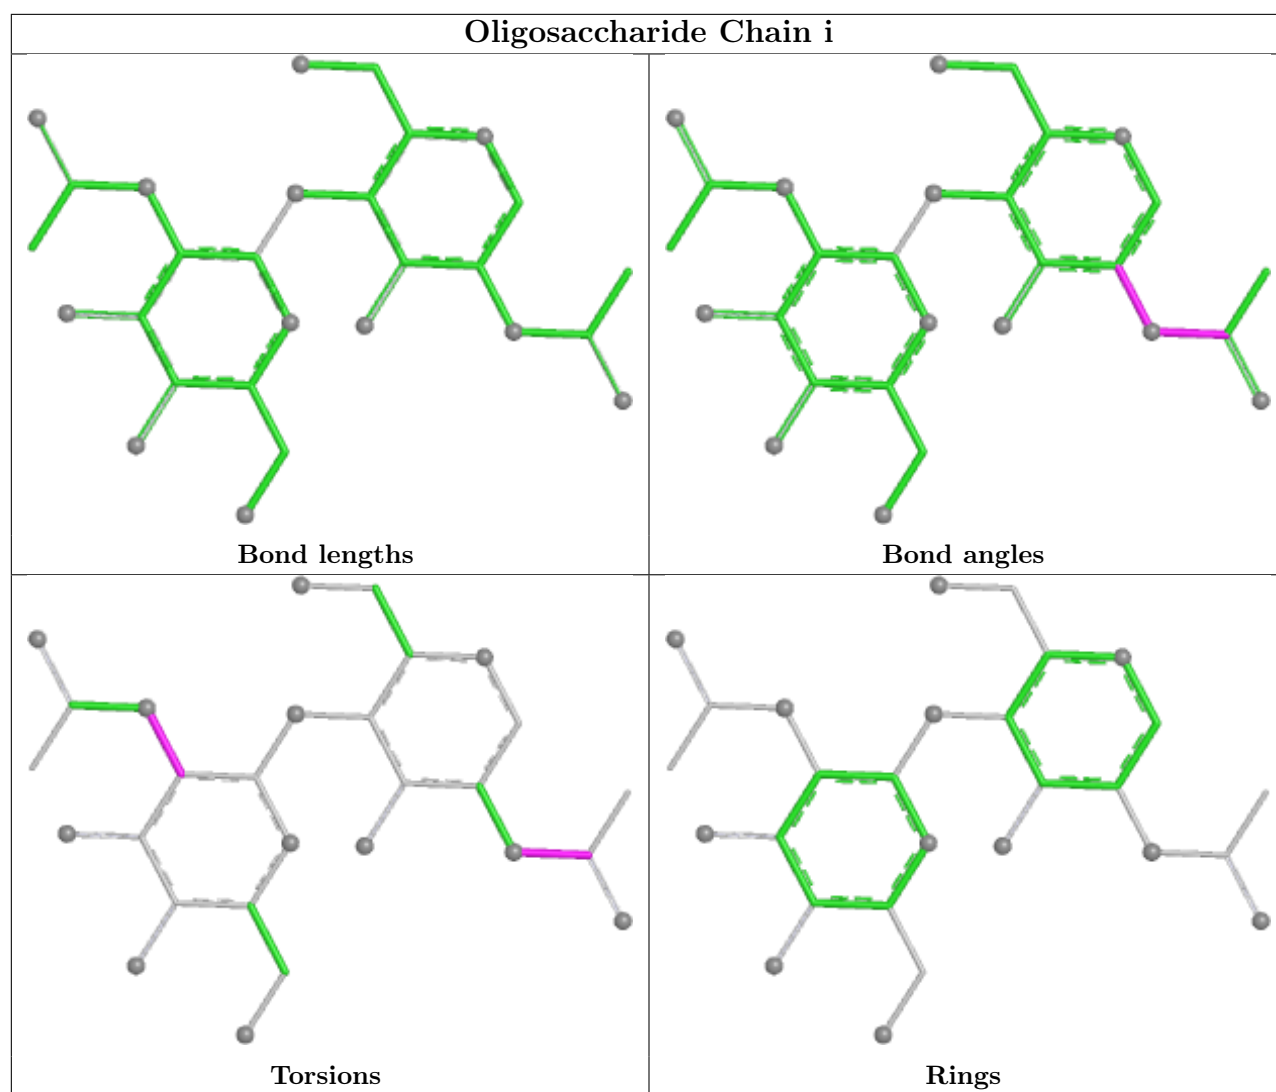 Oligosaccharide Chain i
Bond lengths
Bond angles
Torsions
Rings